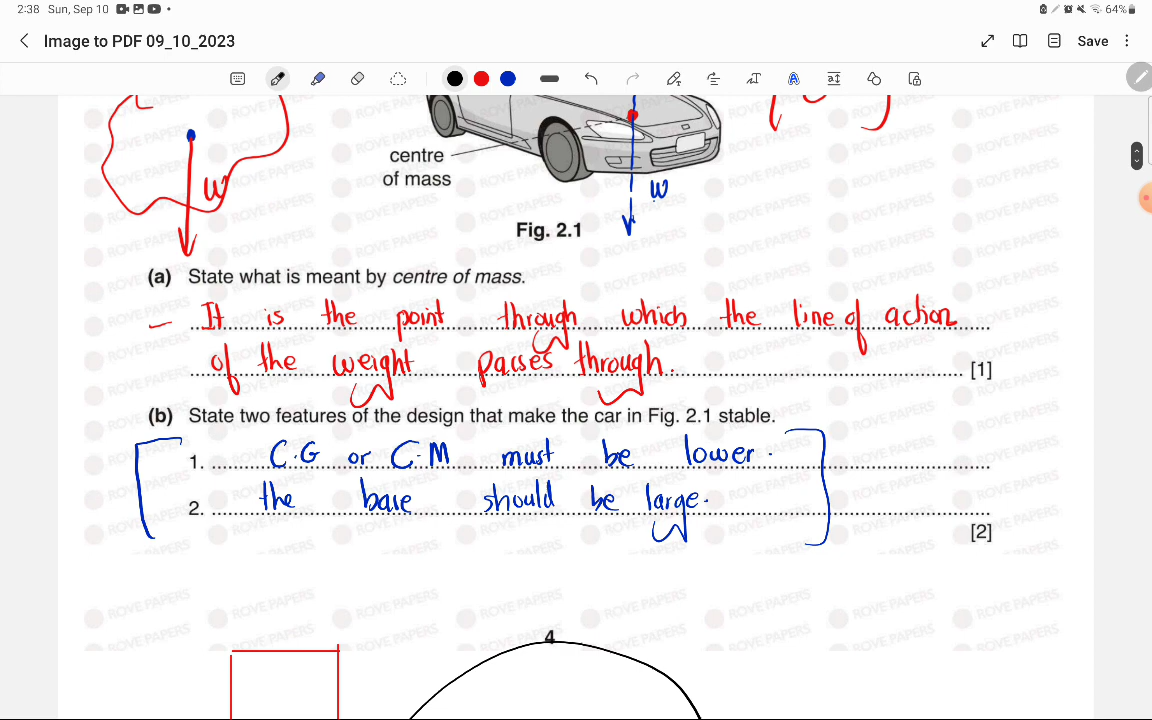 2:38 Sun, Sep 10
64%
Image to PDF 09_10_2023
Save
centre
of mass
W
W
Fig. 2.1
(a) State what is meant by centre of mass.
– It is the point through which the line of action
of the weight passes through. [1]
(b) State two features of the design that make the car in Fig. 2.1 stable.
1. C.G or C.M must be lower.
2. the base should be large.
[2]
4
ROVE PAPERS